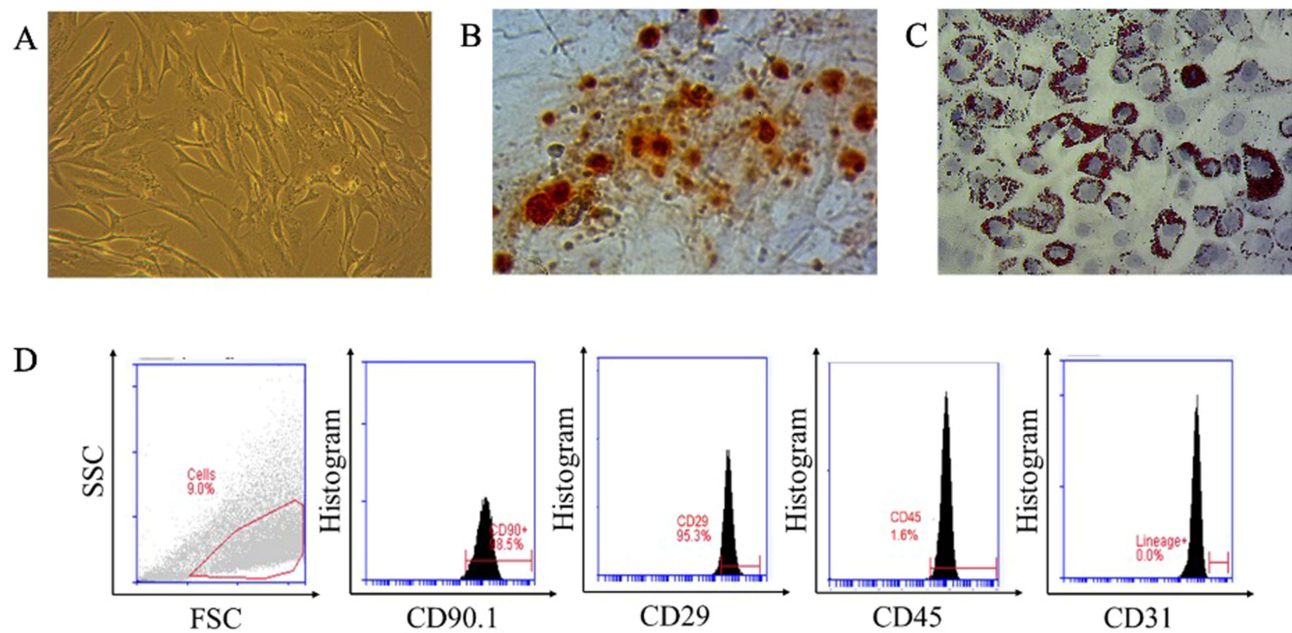 A
B
C
D
SSC
Cells
9.0%
FSC
Histogram
CD90+
CD90.1
Histogram
CD29
95.3%
CD29
Histogram
CD45
1.6%
CD45
Histogram
Lineage+
0.0%
CD31